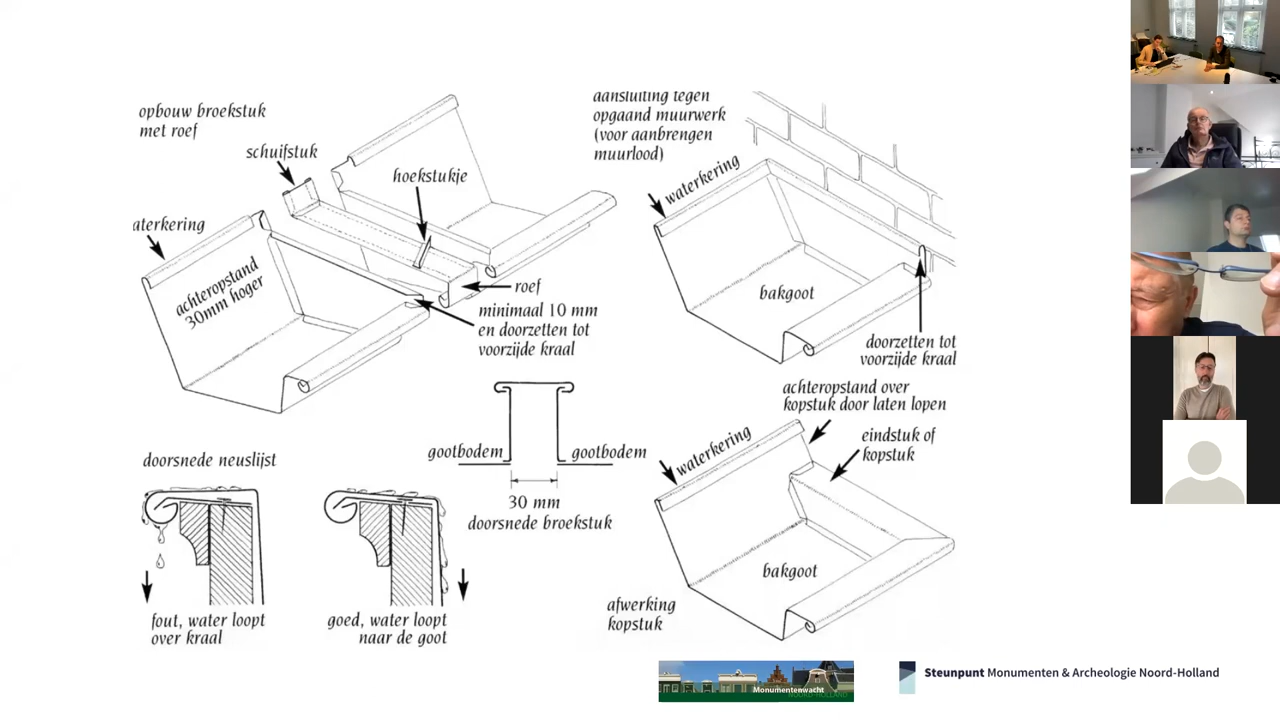 opbouw broekstuk
met roef
schuifstuk
hoekstukje
aterkering
achteropstand
30mm hoger
roef
minimaal 10 mm
en doorzetten tot
voorzijde kraal
aansluiting tegen
opgaand muurwerk
(voor aanbrengen
muurlood)
waterkering
bakgoot
doorzetten tot
voorzijde kraal
doorsnede neuslijst
fout, water loopt
over kraal
goed, water loopt
naar de goot
gootbodem
gootbodem
30 mm
doorsnede broekstuk
achteropstand over
kopstuk door laten lopen
eindstuk of
kopstuk
waterkering
bakgoot
afwerking
kopstuk
Monumentenwacht
NOORD-HOLLAND
Steunpunt Monumenten & Archeologie Noord-Holland